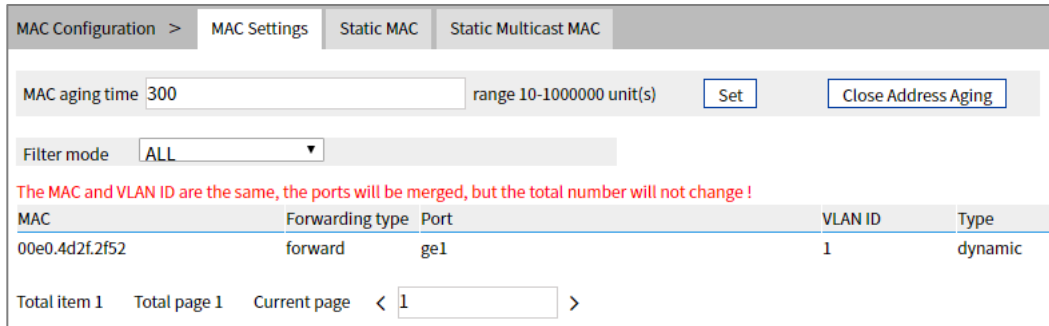 MAC Configuration > MAC Settings Static MAC Static Multicast MAC
MAC aging time 300 range 10-1000000 unit(s) Set Close Address Aging
Filter mode ALL
The MAC and VLAN ID are the same, the ports will be merged, but the total number will not change !
MAC Forwarding type Port VLAN ID Type
00e0.4d2f.2f52 forward ge1 1 dynamic
Total item 1 Total page 1 Current page < 1 >